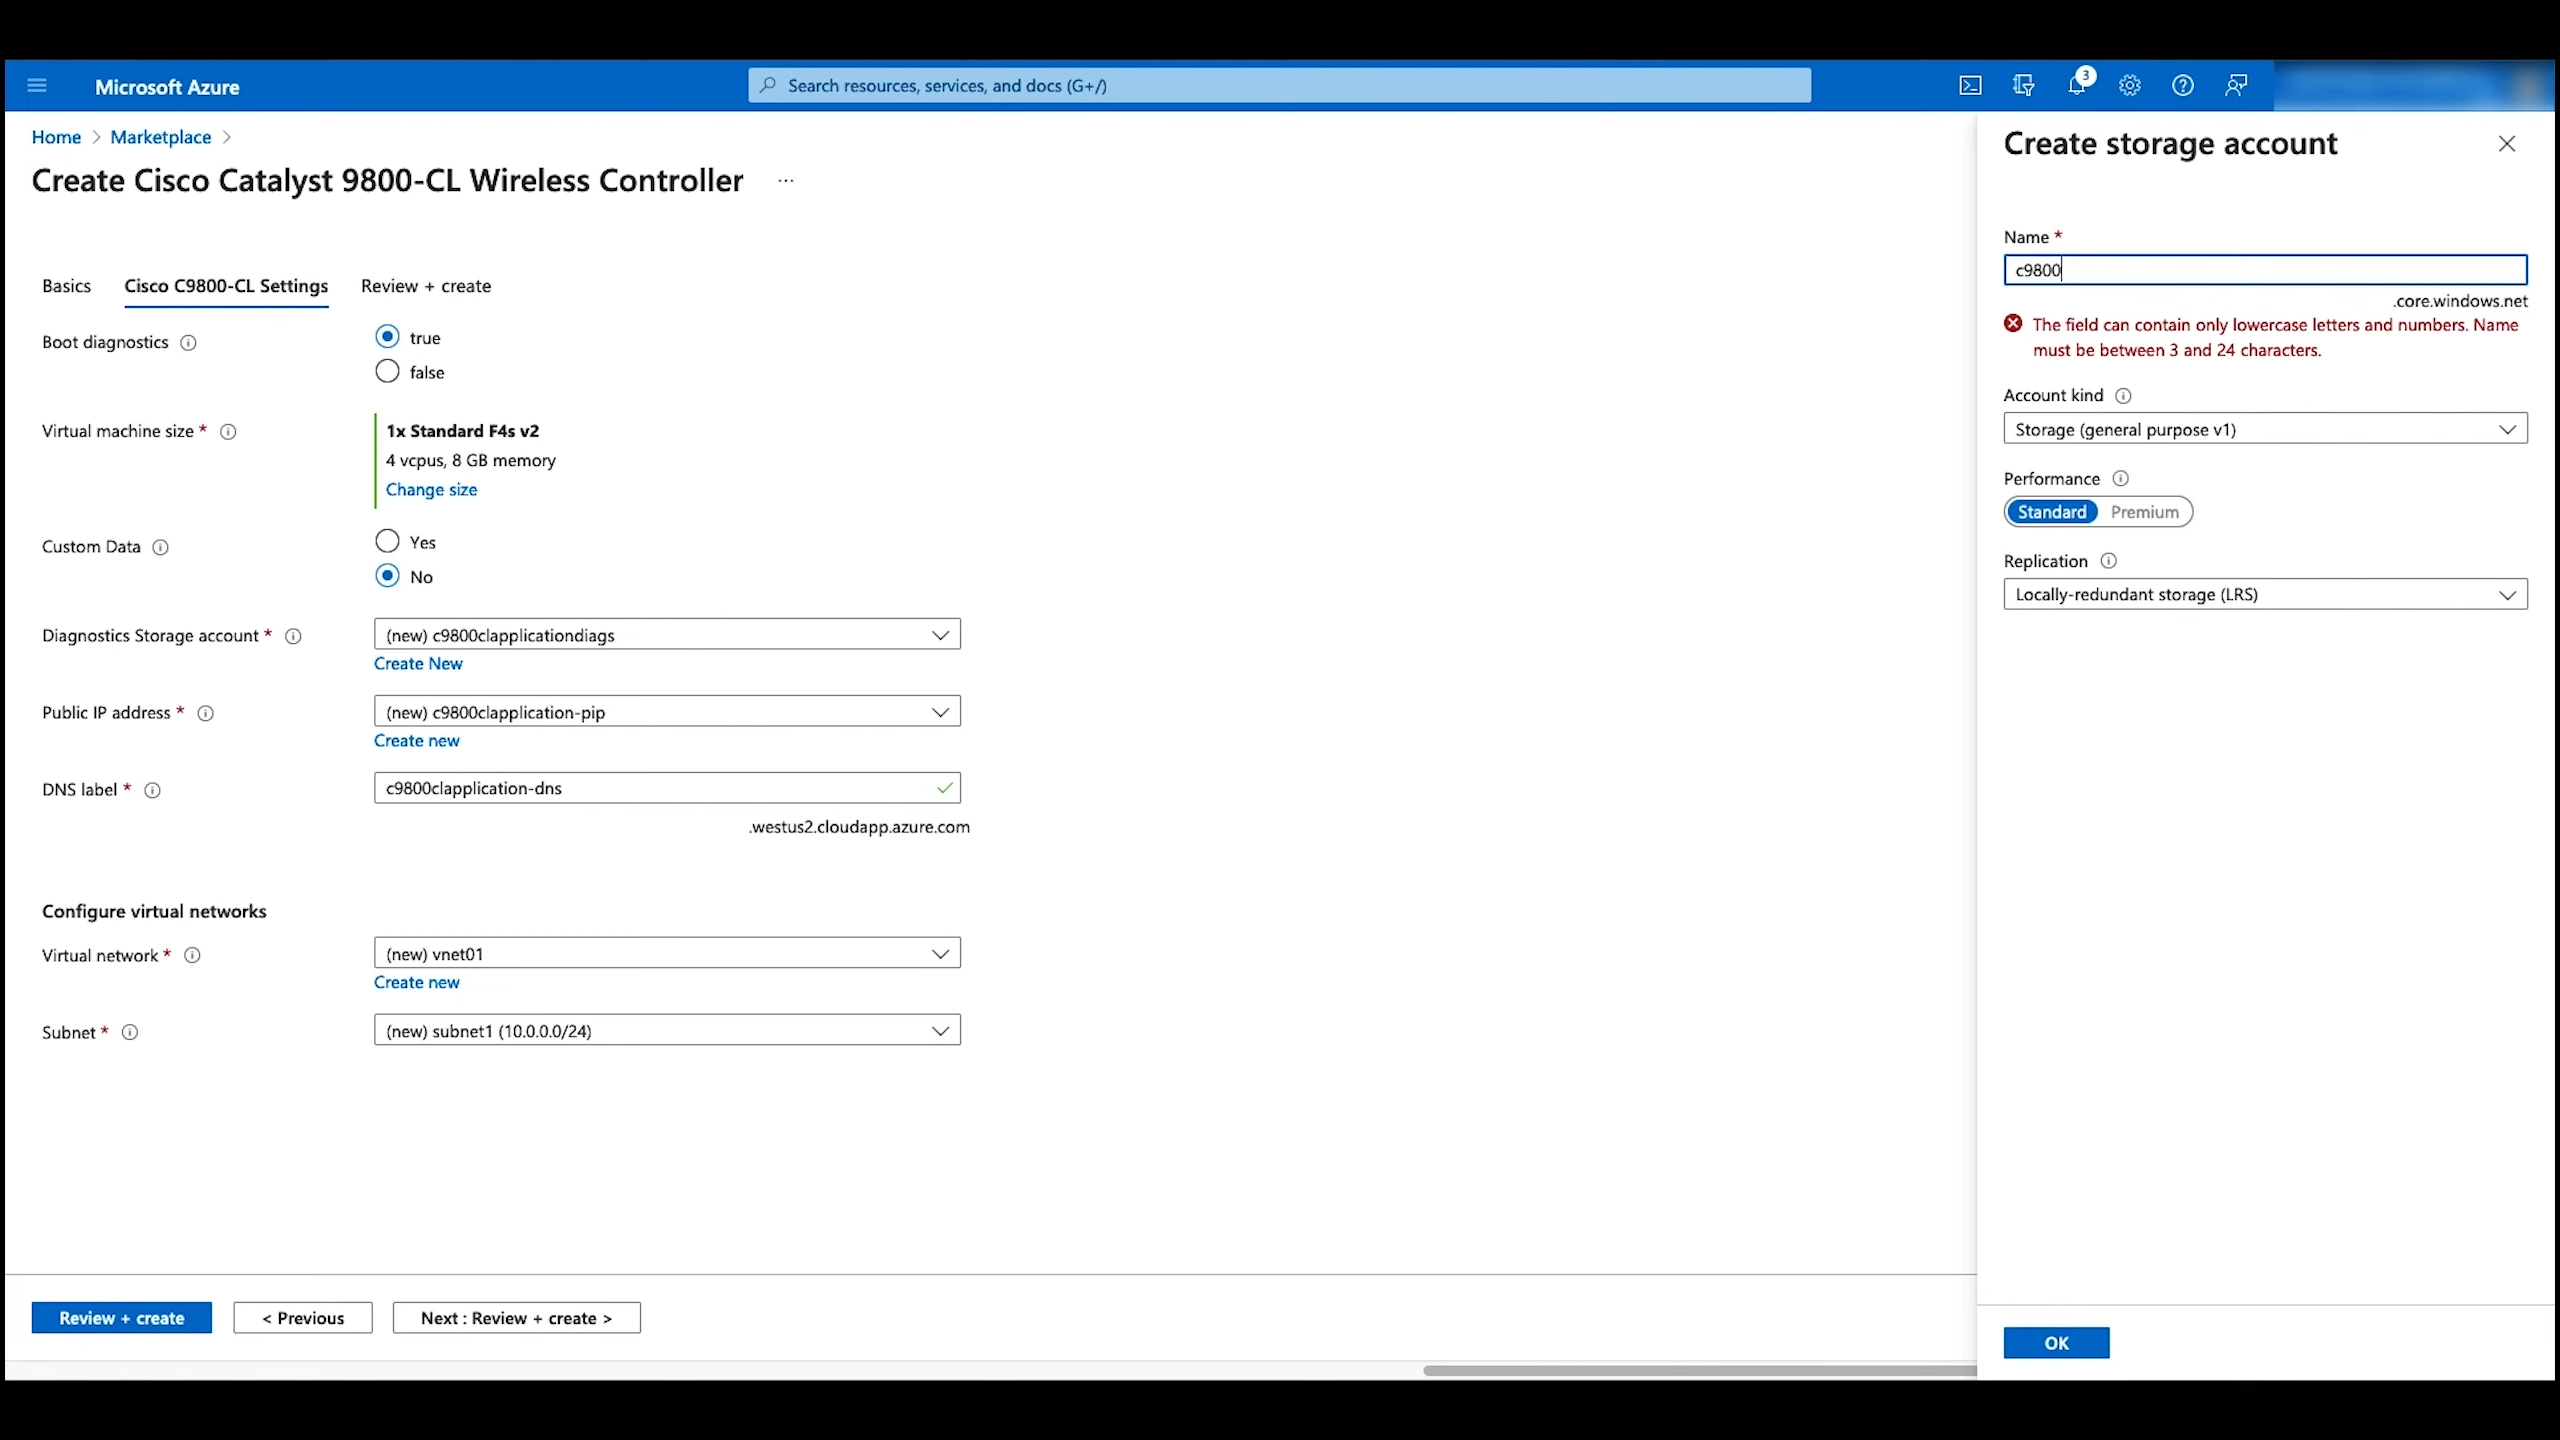 Microsoft Azure
Search resources, services, and docs (G+/)
3
Home > Marketplace >
Create Cisco Catalyst 9800-CL Wireless Controller ...
Basics
Cisco C9800-CL Settings
Review + create
Boot diagnostics
true
false
Virtual machine size *
1x Standard F4s v2
4 vcpus, 8 GB memory
Change size
Custom Data
Yes
No
Diagnostics Storage account *
(new) c9800clapplicationdiags
Create New
Public IP address *
(new) c9800clapplication-pip
Create new
DNS label *
c9800clapplication-dns
.westus2.cloudapp.azure.com
Configure virtual networks
Virtual network *
(new) vnet01
Create new
Subnet *
(new) subnet1 (10.0.0.0/24)
Review + create
< Previous
Next : Review + create >
Create storage account
Name *
c9800
.core.windows.net
The field can contain only lowercase letters and numbers. Name
must be between 3 and 24 characters.
Account kind
Storage (general purpose v1)
Performance
Standard
Premium
Replication
Locally-redundant storage (LRS)
OK